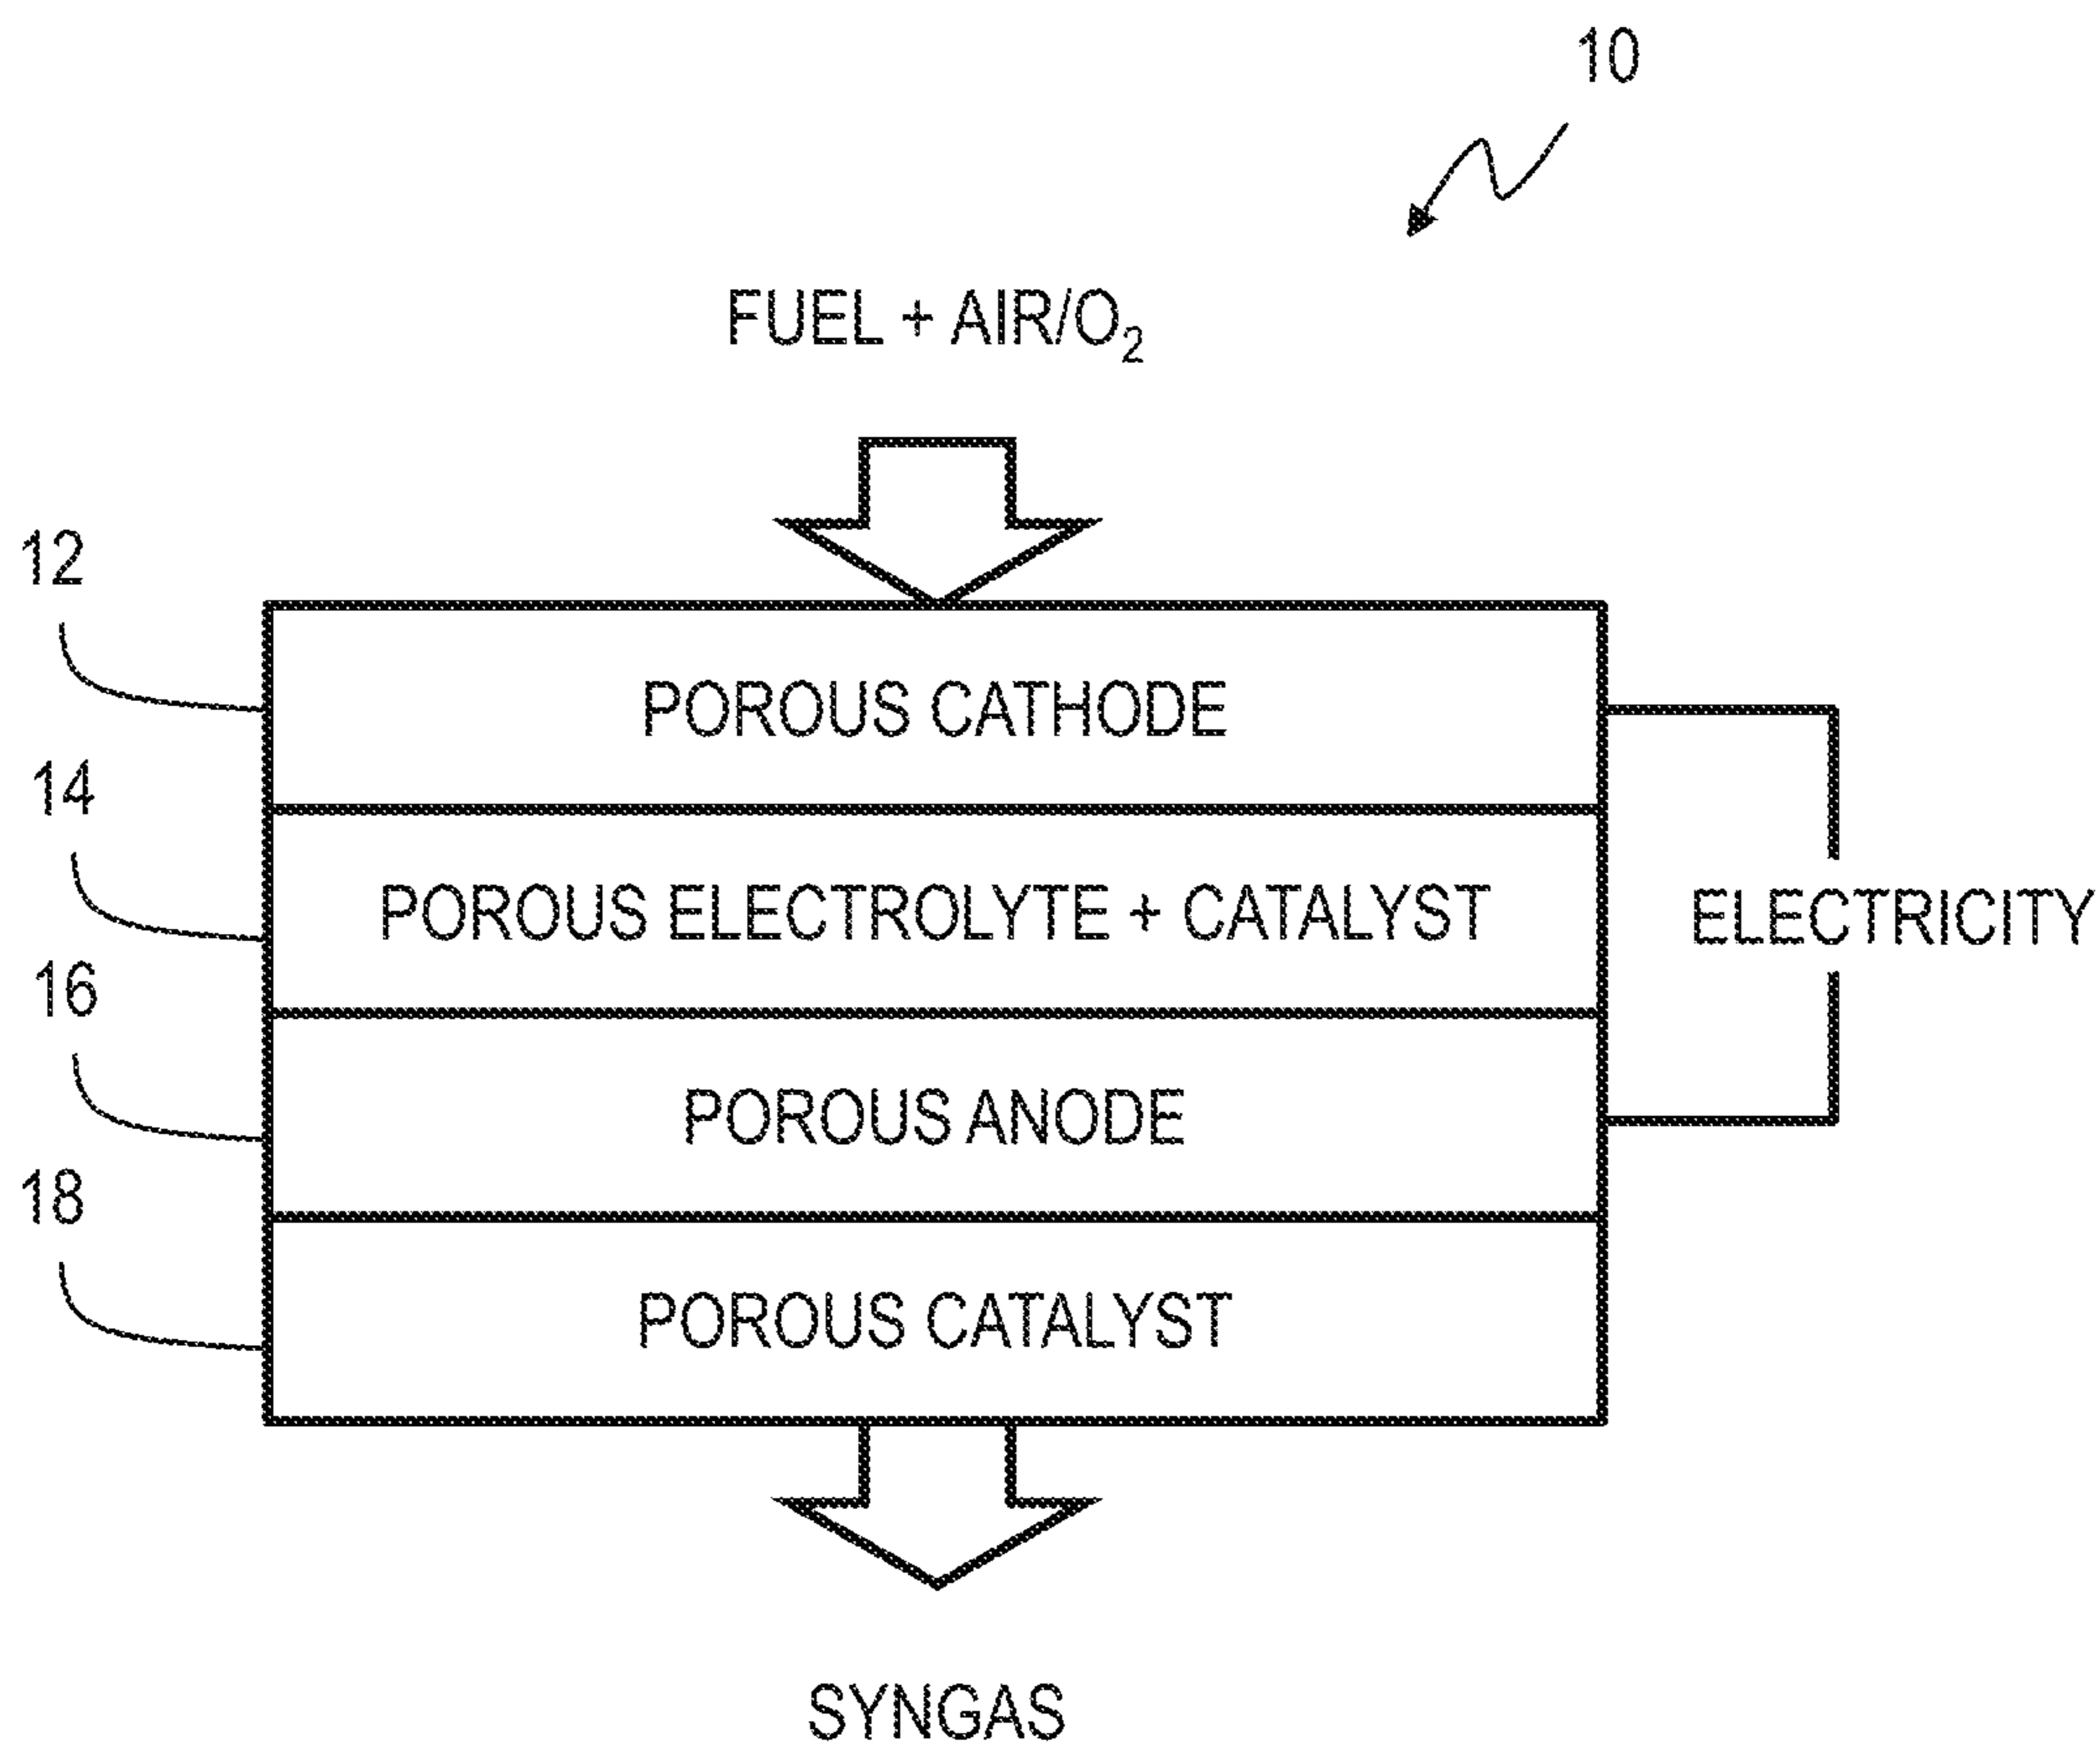 10
FUEL + AIR/O₂
12
POROUS CATHODE
14
POROUS ELECTROLYTE + CATALYST
ELECTRICITY
16
POROUS ANODE
18
POROUS CATALYST
SYNGAS